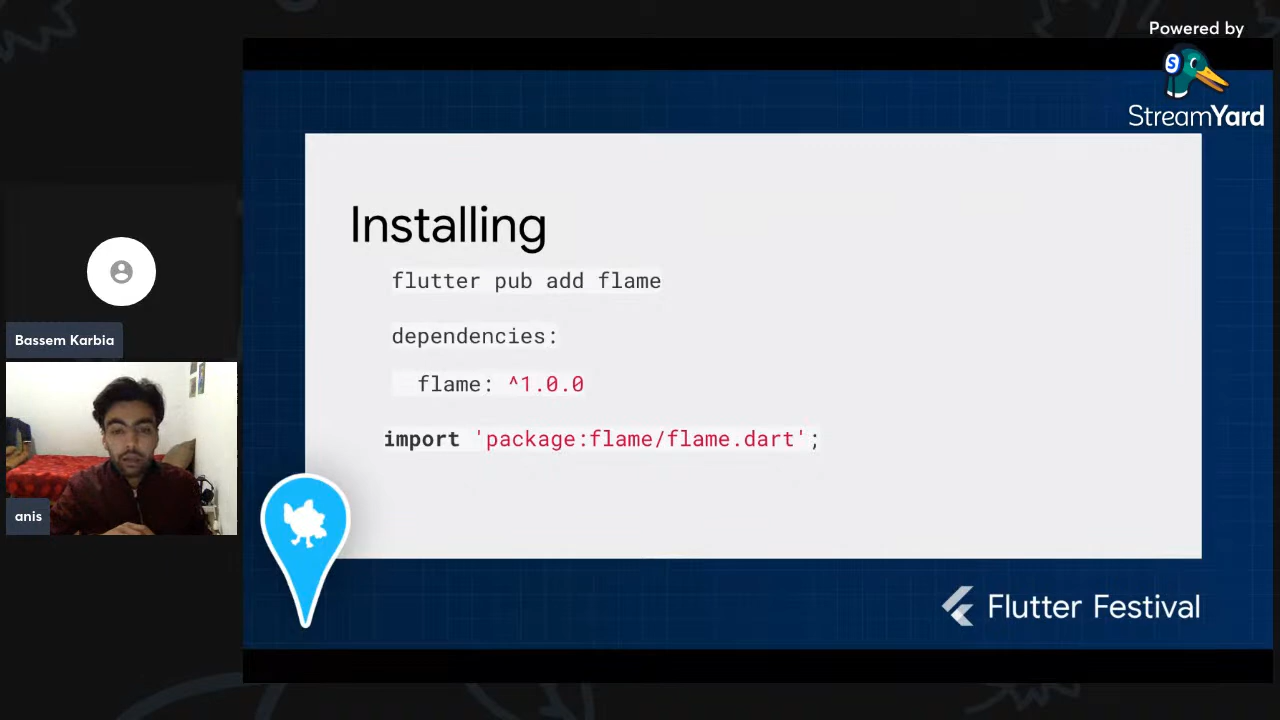 Powered by
S
StreamYard
Installing
flutter pub add flame
dependencies:
flame: ^1.0.0
import 'package:flame/flame.dart';
Bassem Karbia
anis
Flutter Festival